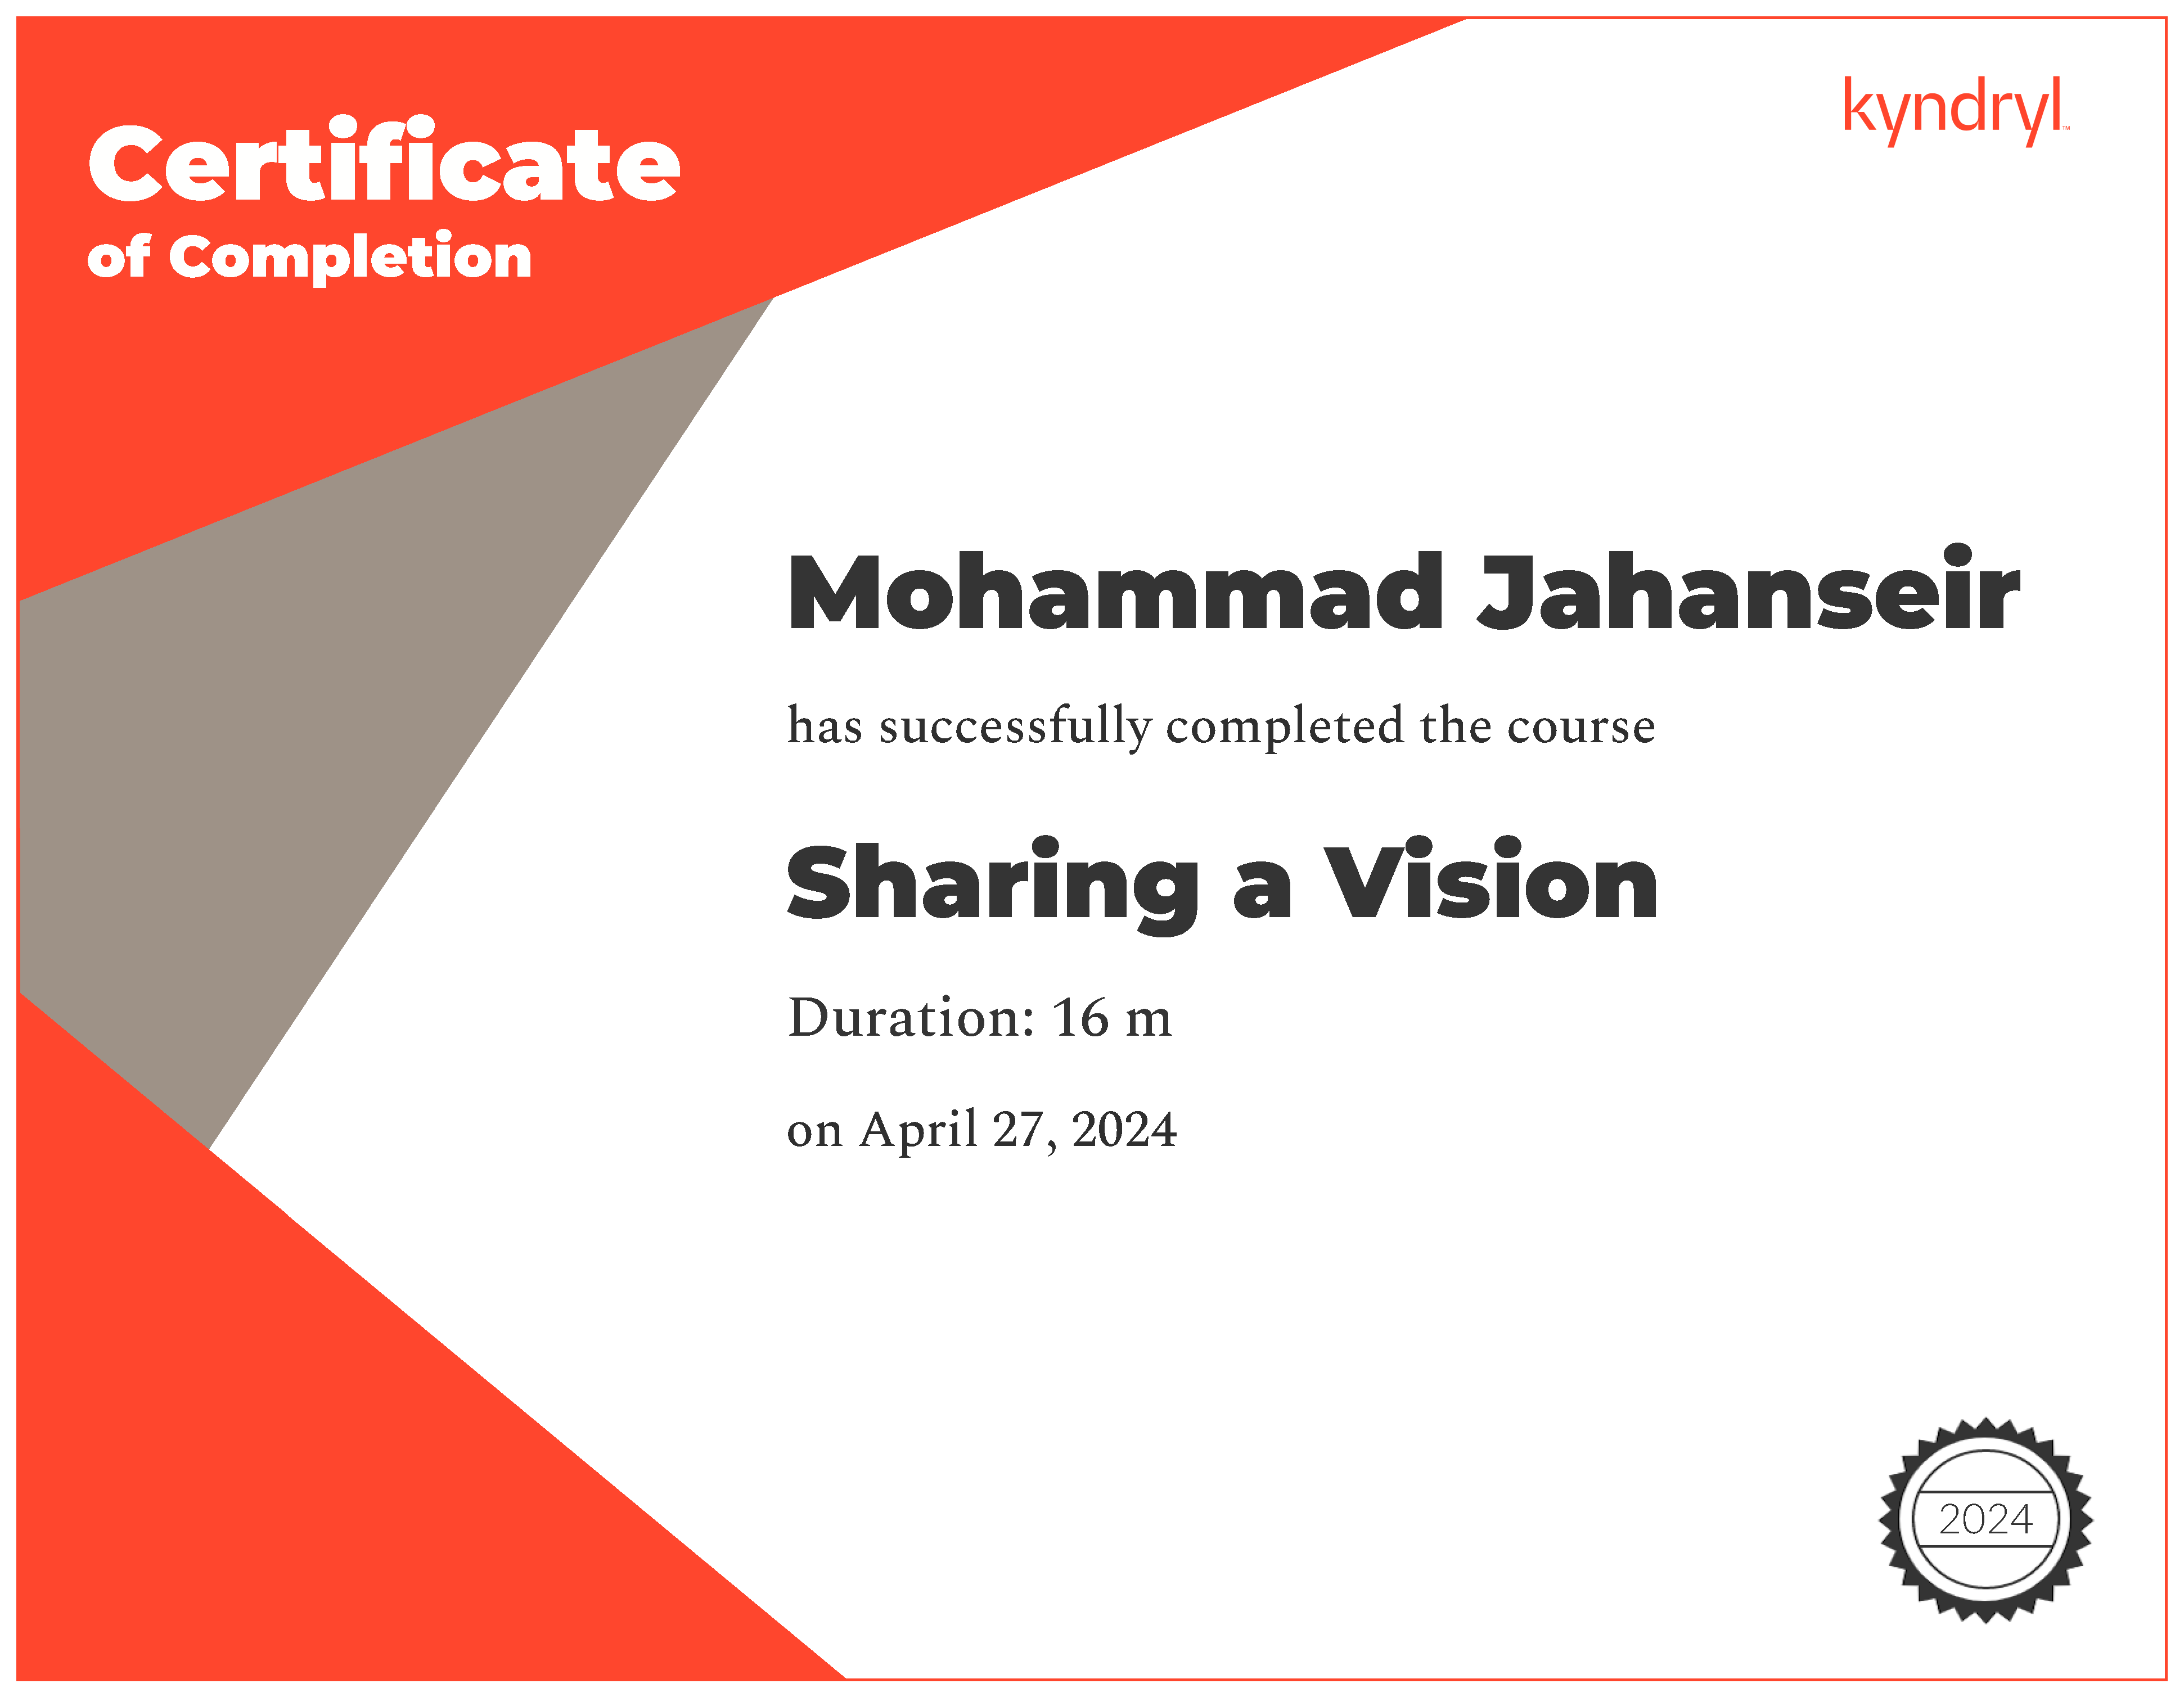 Certificate
of Completion
kyndryl™
Mohammad Jahanseir
has successfully completed the course
Sharing a Vision
Duration: 16 m
on April 27, 2024
2024